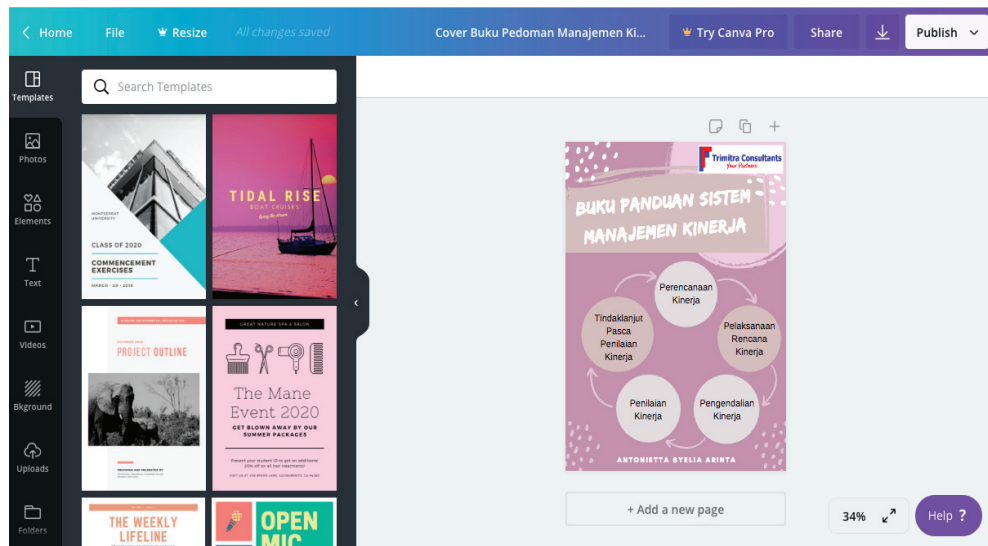 Home
File
Resize
All changes saved
Cover Buku Pedoman Manajemen Ki...
Try Canva Pro
Share
Publish
Templates
Photos
Elements
Text
Videos
Bkground
Uploads
Folders
Search Templates
MONTSERRAT
UNIVERSITY
CLASS OF 2020
COMMENCEMENT
EXERCISES
TIDAL RISE
BOAT CRUISES
PROJECT OUTLINE
GREAT NATURE SPA & SALON
The Mane
Event 2020
GET BLOWN AWAY BY OUR
SUMMER PACKAGES
THE WEEKLY
LIFELINE
OPEN
MIC
Trimitra Consultants
Your Partners
BUKU PANDUAN SISTEM
MANAJEMEN KINERJA
Perencanaan
Kinerja
Pelaksanaan
Rencana
Kinerja
Pengendalian
Kinerja
Penilaian
Kinerja
Tindaklanjut
Pasca
Penilaian
Kinerja
ANTONIETTA BYELIA ARINTA
+ Add a new page
34%
Help ?